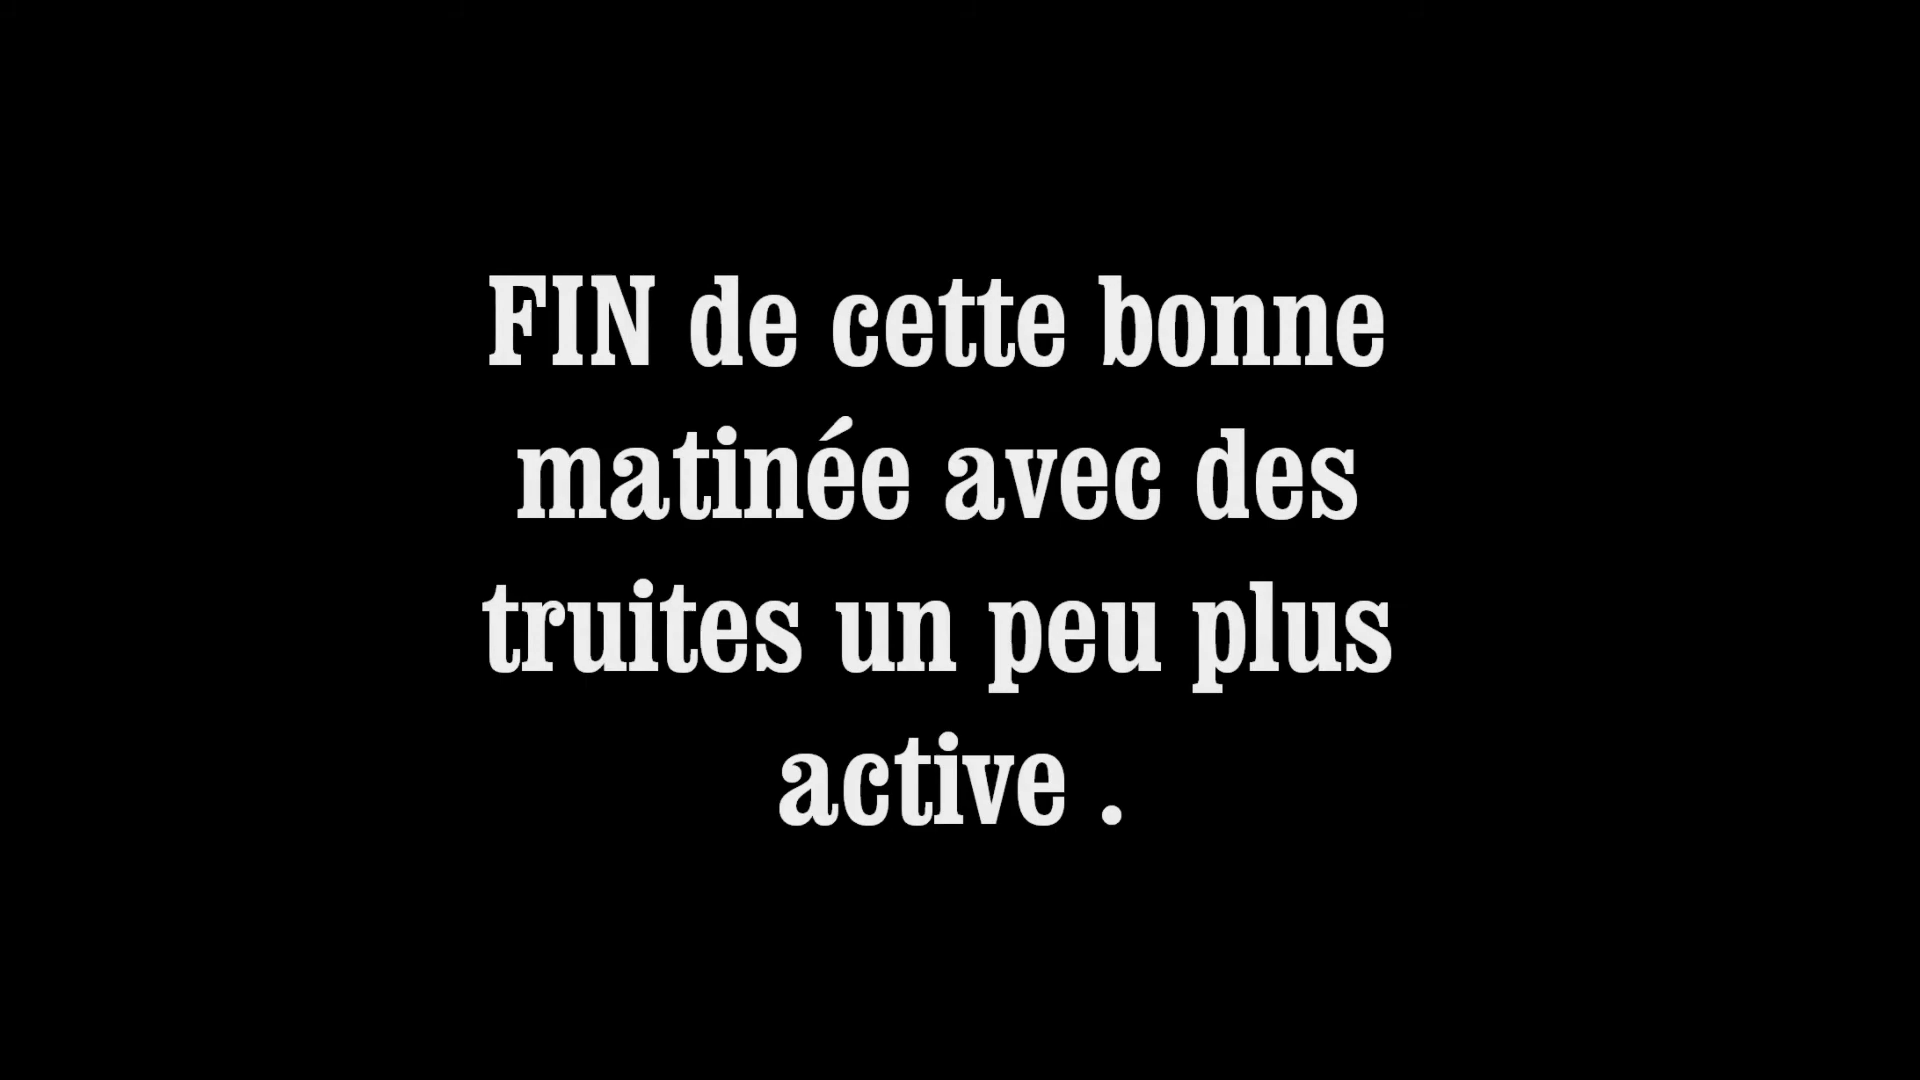 FIN de cette bonne
matinée avec des
truites un peu plus
active .